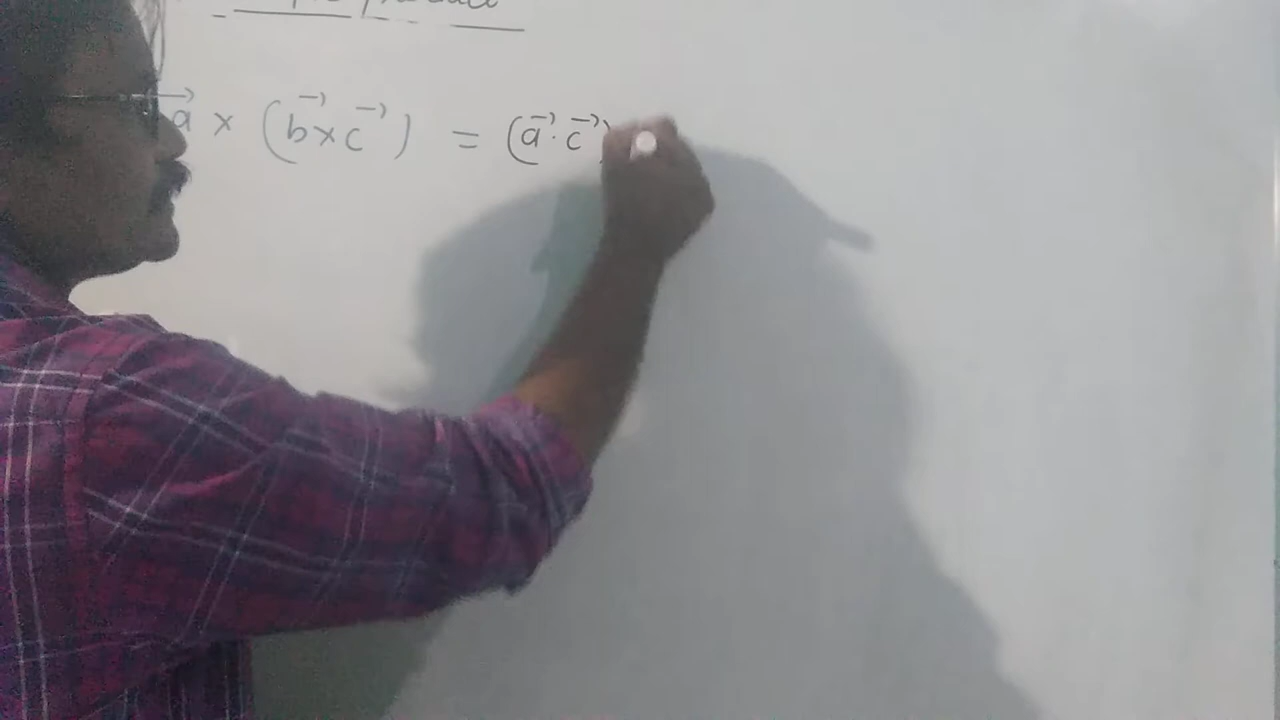 a⃗ × (b⃗ × c⃗) = (a⃗ · c⃗)